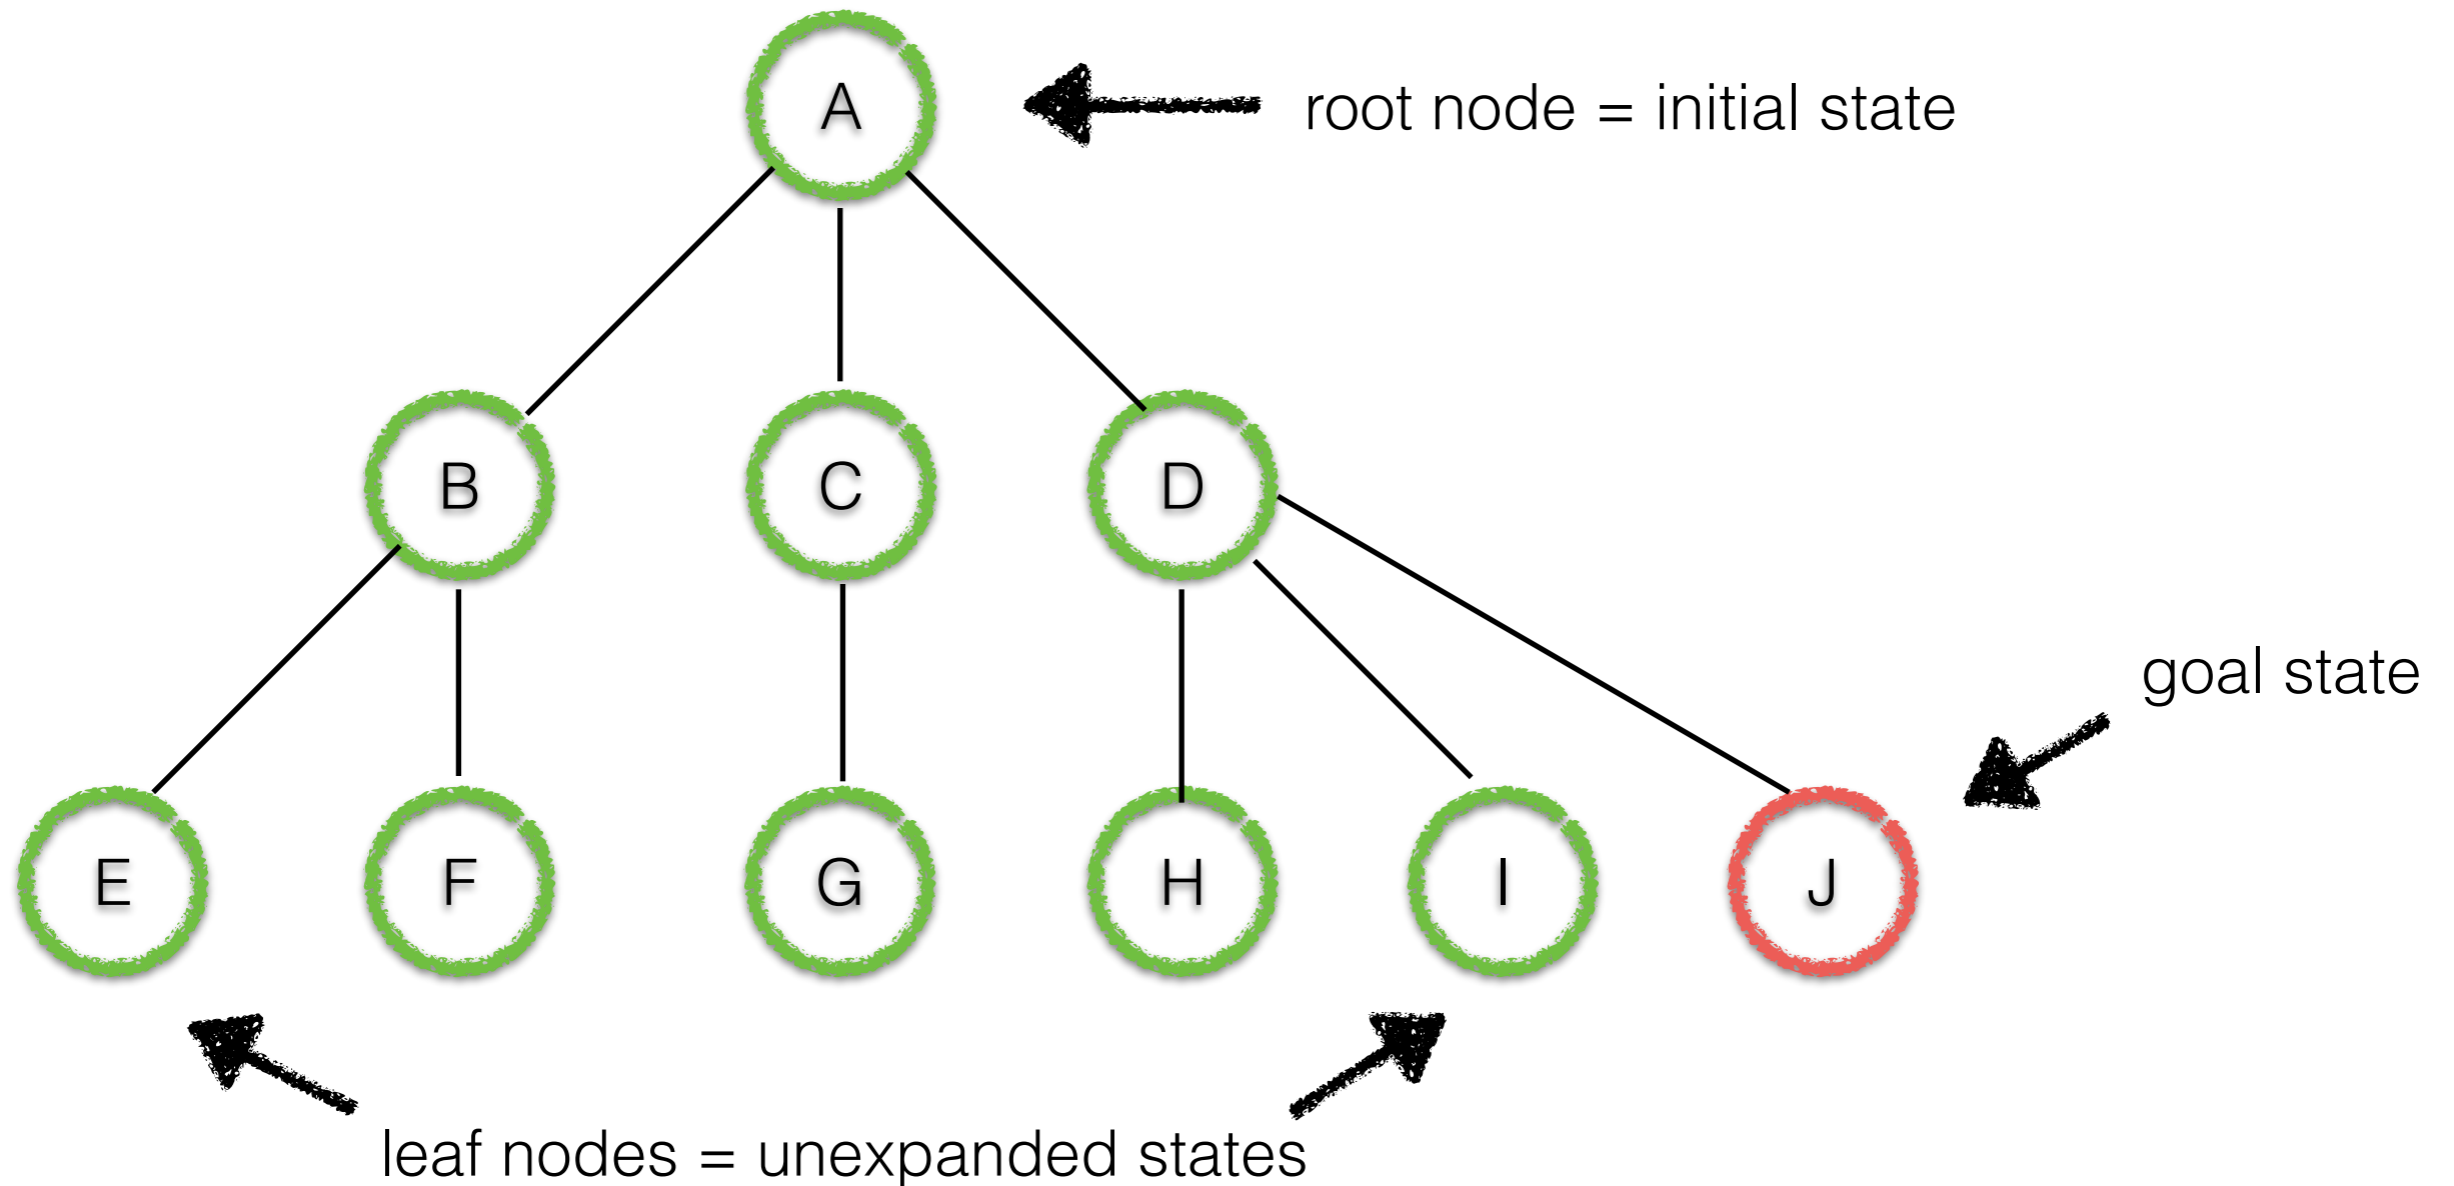 A
root node = initial state
B
C
D
goal state
E
F
G
H
I
J
leaf nodes = unexpanded states